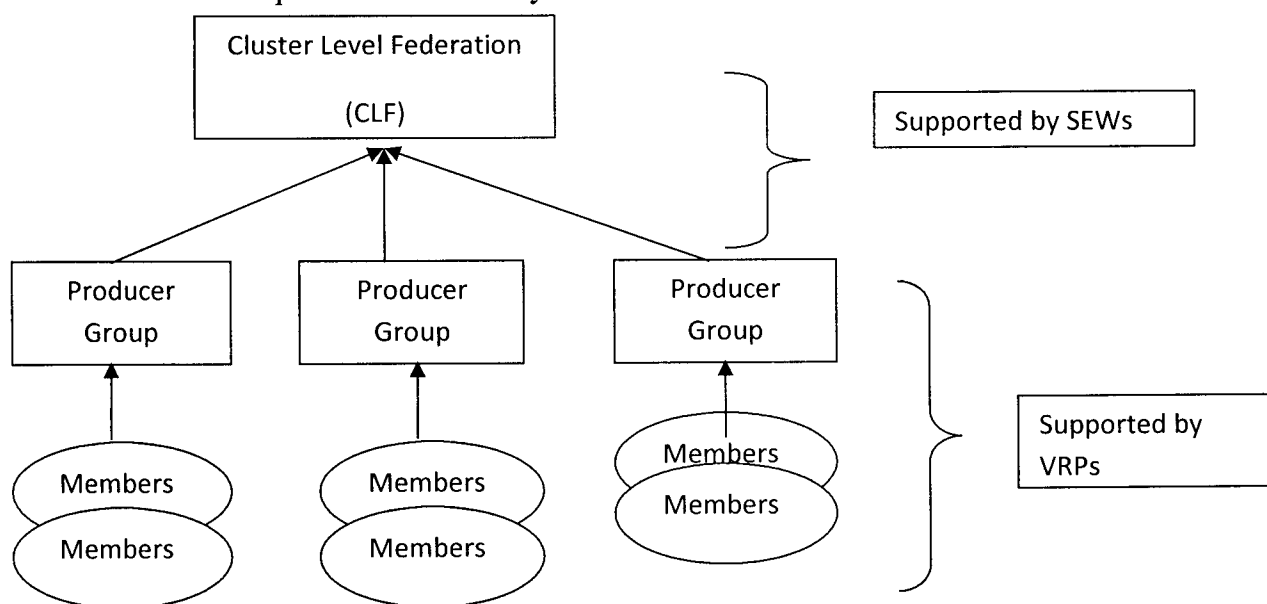 Cluster Level Federation
(CLF)
Supported by SEWs
Producer
Group
Producer
Group
Producer
Group
Supported by
VRPs
Members
Members
Members
Members
Members
Members